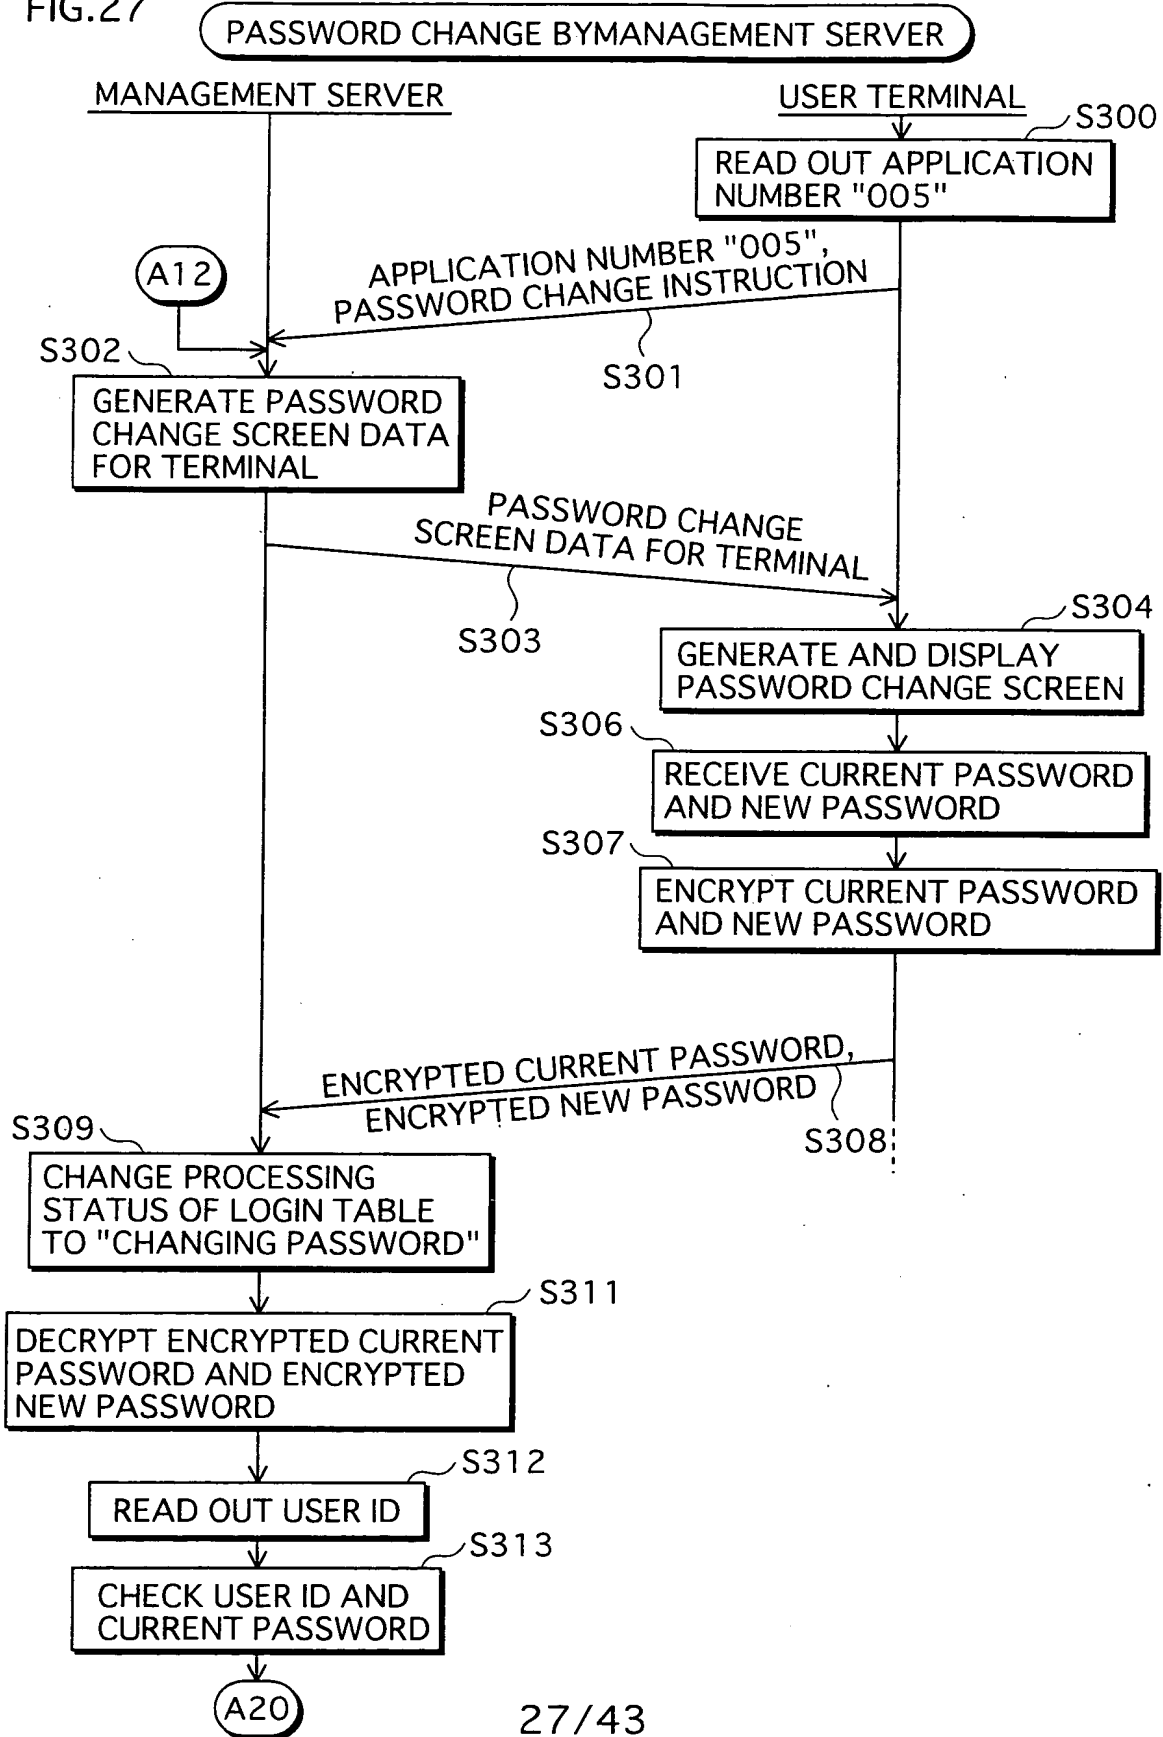 FIG.27
PASSWORD CHANGE BYMANAGEMENT SERVER
MANAGEMENT SERVER
USER TERMINAL
S300
READ OUT APPLICATION
NUMBER "005"
APPLICATION NUMBER "005",
PASSWORD CHANGE INSTRUCTION
A12
S301
S302
GENERATE PASSWORD
CHANGE SCREEN DATA
FOR TERMINAL
PASSWORD CHANGE
SCREEN DATA FOR TERMINAL
S303
S304
GENERATE AND DISPLAY
PASSWORD CHANGE SCREEN
S306
RECEIVE CURRENT PASSWORD
AND NEW PASSWORD
S307
ENCRYPT CURRENT PASSWORD
AND NEW PASSWORD
ENCRYPTED CURRENT PASSWORD,
ENCRYPTED NEW PASSWORD
S308
S309
CHANGE PROCESSING
STATUS OF LOGIN TABLE
TO "CHANGING PASSWORD"
S311
DECRYPT ENCRYPTED CURRENT
PASSWORD AND ENCRYPTED
NEW PASSWORD
S312
READ OUT USER ID
S313
CHECK USER ID AND
CURRENT PASSWORD
A20
27/43